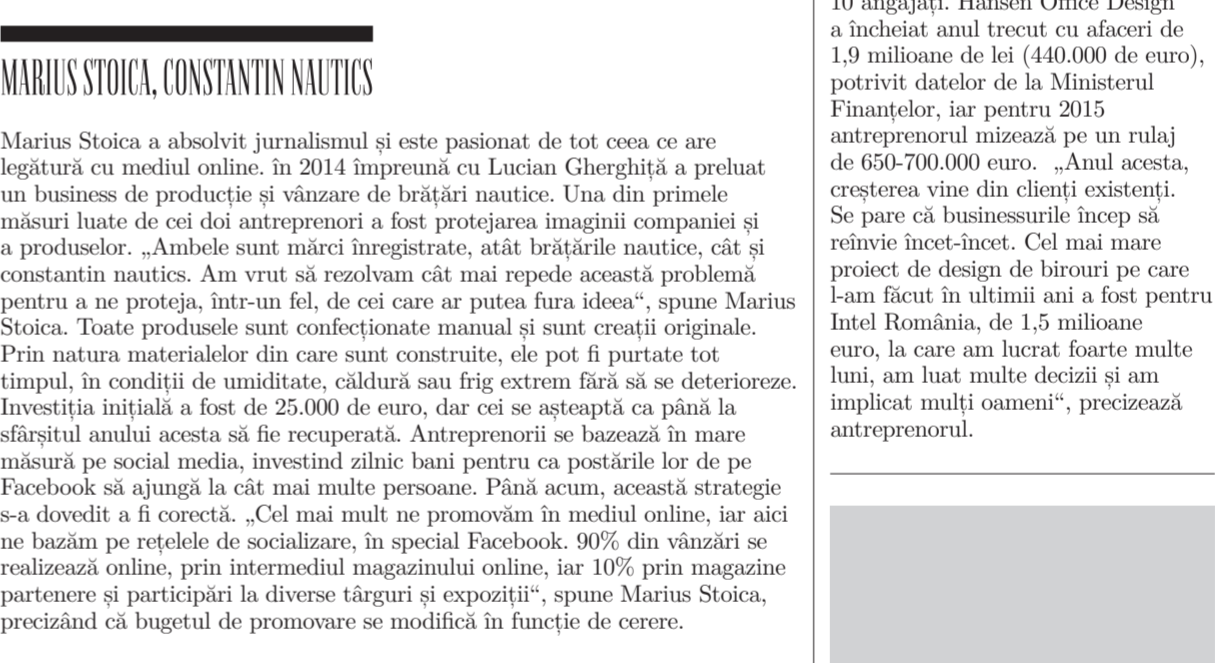 MARIUS STOICA, CONSTANTIN NAUTICS
Marius Stoica a absolvit jurnalismul și este pasionat de tot ceea ce are
legătură cu mediul online. în 2014 împreună cu Lucian Gherghiță a preluat
un business de producție și vânzare de brățări nautice. Una din primele
măsuri luate de cei doi antreprenori a fost protejarea imaginii companiei și
a produselor. „Ambele sunt mărci înregistrate, atât brățările nautice, cât și
constantin nautics. Am vrut să rezolvam cât mai repede această problemă
pentru a ne proteja, într-un fel, de cei care ar putea fura ideea“, spune Marius
Stoica. Toate produsele sunt confecționate manual și sunt creații originale.
Prin natura materialelor din care sunt construite, ele pot fi purtate tot
timpul, în condiții de umiditate, căldură sau frig extrem fără să se deterioreze.
Investiția inițială a fost de 25.000 de euro, dar cei se așteaptă ca până la
sfârșitul anului acesta să fie recuperată. Antreprenorii se bazează în mare
măsură pe social media, investind zilnic bani pentru ca postările lor de pe
Facebook să ajungă la cât mai multe persoane. Până acum, această strategie
s-a dovedit a fi corectă. „Cel mai mult ne promovăm în mediul online, iar aici
ne bazăm pe rețelele de socializare, în special Facebook. 90% din vânzări se
realizează online, prin intermediul magazinului online, iar 10% prin magazine
partenere și participări la diverse târguri și expoziții“, spune Marius Stoica,
precizând că bugetul de promovare se modifică în funcție de cerere.
10 angajați. Hansen Office Design
a încheiat anul trecut cu afaceri de
1,9 milioane de lei (440.000 de euro),
potrivit datelor de la Ministerul
Finanțelor, iar pentru 2015
antreprenorul mizează pe un rulaj
de 650-700.000 euro. „Anul acesta,
creșterea vine din clienți existenți.
Se pare că businessurile încep să
reînvie încet-încet. Cel mai mare
proiect de design de birouri pe care
l-am făcut în ultimii ani a fost pentru
Intel România, de 1,5 milioane
euro, la care am lucrat foarte multe
luni, am luat multe decizii și am
implicat mulți oameni“, precizează
antreprenorul.